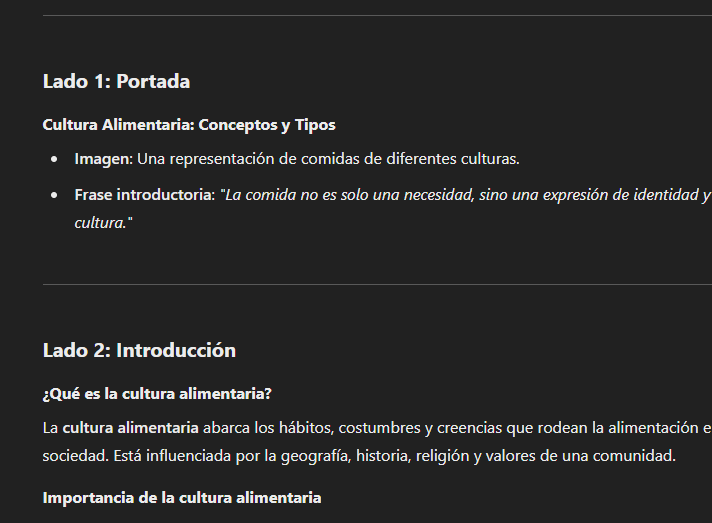 Lado 1: Portada
Cultura Alimentaria: Conceptos y Tipos
• Imagen: Una representación de comidas de diferentes culturas.
• Frase introductoria: "La comida no es solo una necesidad, sino una expresión de identidad y
cultura."
Lado 2: Introducción
¿Qué es la cultura alimentaria?
La cultura alimentaria abarca los hábitos, costumbres y creencias que rodean la alimentación e
sociedad. Está influenciada por la geografía, historia, religión y valores de una comunidad.
Importancia de la cultura alimentaria